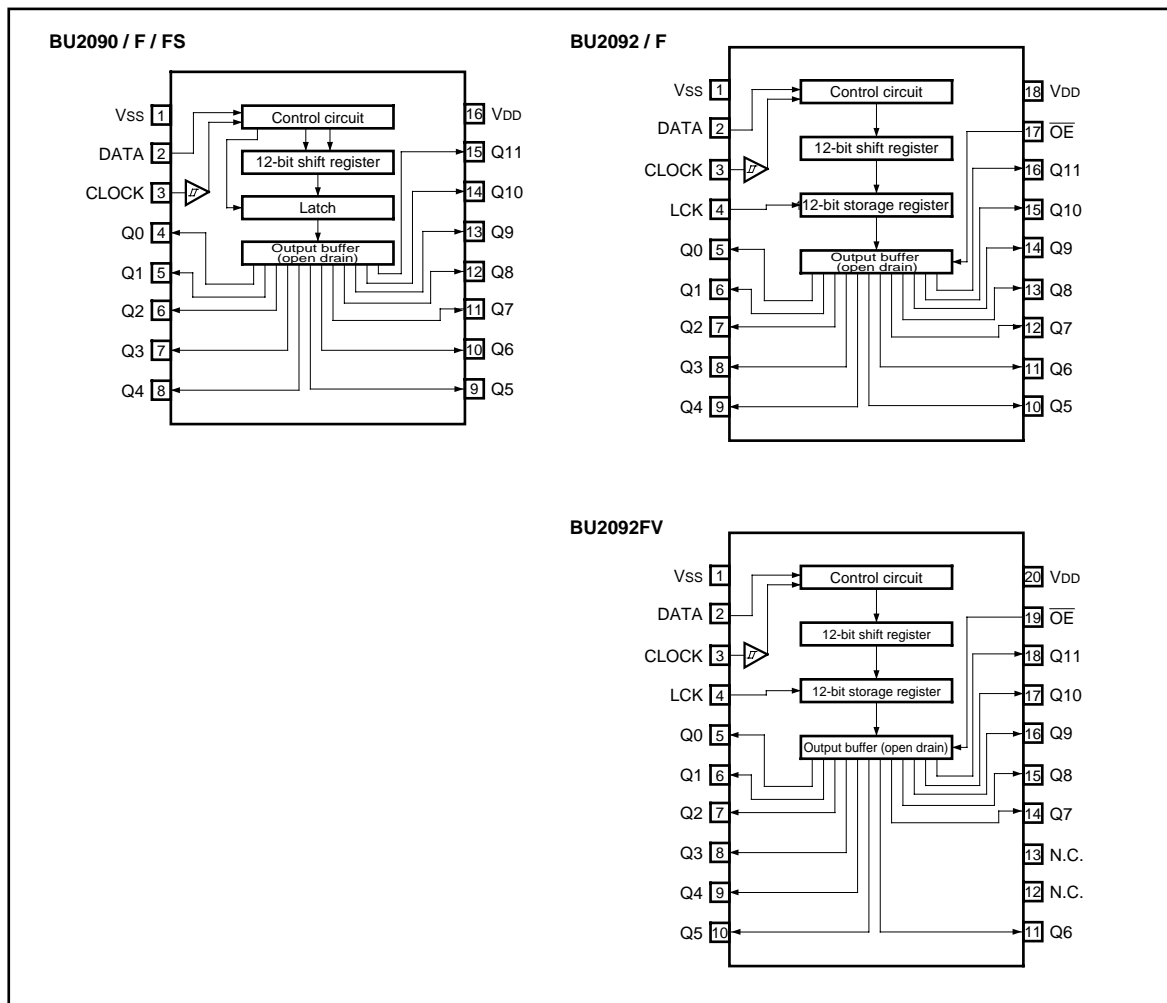 BU2090 / F / FS
Vss 1
DATA 2
CLOCK 3
Q0 4
Q1 5
Q2 6
Q3 7
Q4 8
Control circuit
12-bit shift register
Latch
Output buffer
(open drain)
16 VDD
15 Q11
14 Q10
13 Q9
12 Q8
11 Q7
10 Q6
9 Q5
BU2092 / F
Vss 1
DATA 2
CLOCK 3
LCK 4
Q0 5
Q1 6
Q2 7
Q3 8
Q4 9
Control circuit
12-bit shift register
12-bit storage register
Output buffer
(open drain)
18 VDD
17 OE
16 Q11
15 Q10
14 Q9
13 Q8
12 Q7
11 Q6
10 Q5
BU2092FV
Vss 1
DATA 2
CLOCK 3
LCK 4
Q0 5
Q1 6
Q2 7
Q3 8
Q4 9
Q5 10
Control circuit
12-bit shift register
12-bit storage register
Output buffer (open drain)
20 VDD
19 OE
18 Q11
17 Q10
16 Q9
15 Q8
14 Q7
13 N.C.
12 N.C.
11 Q6